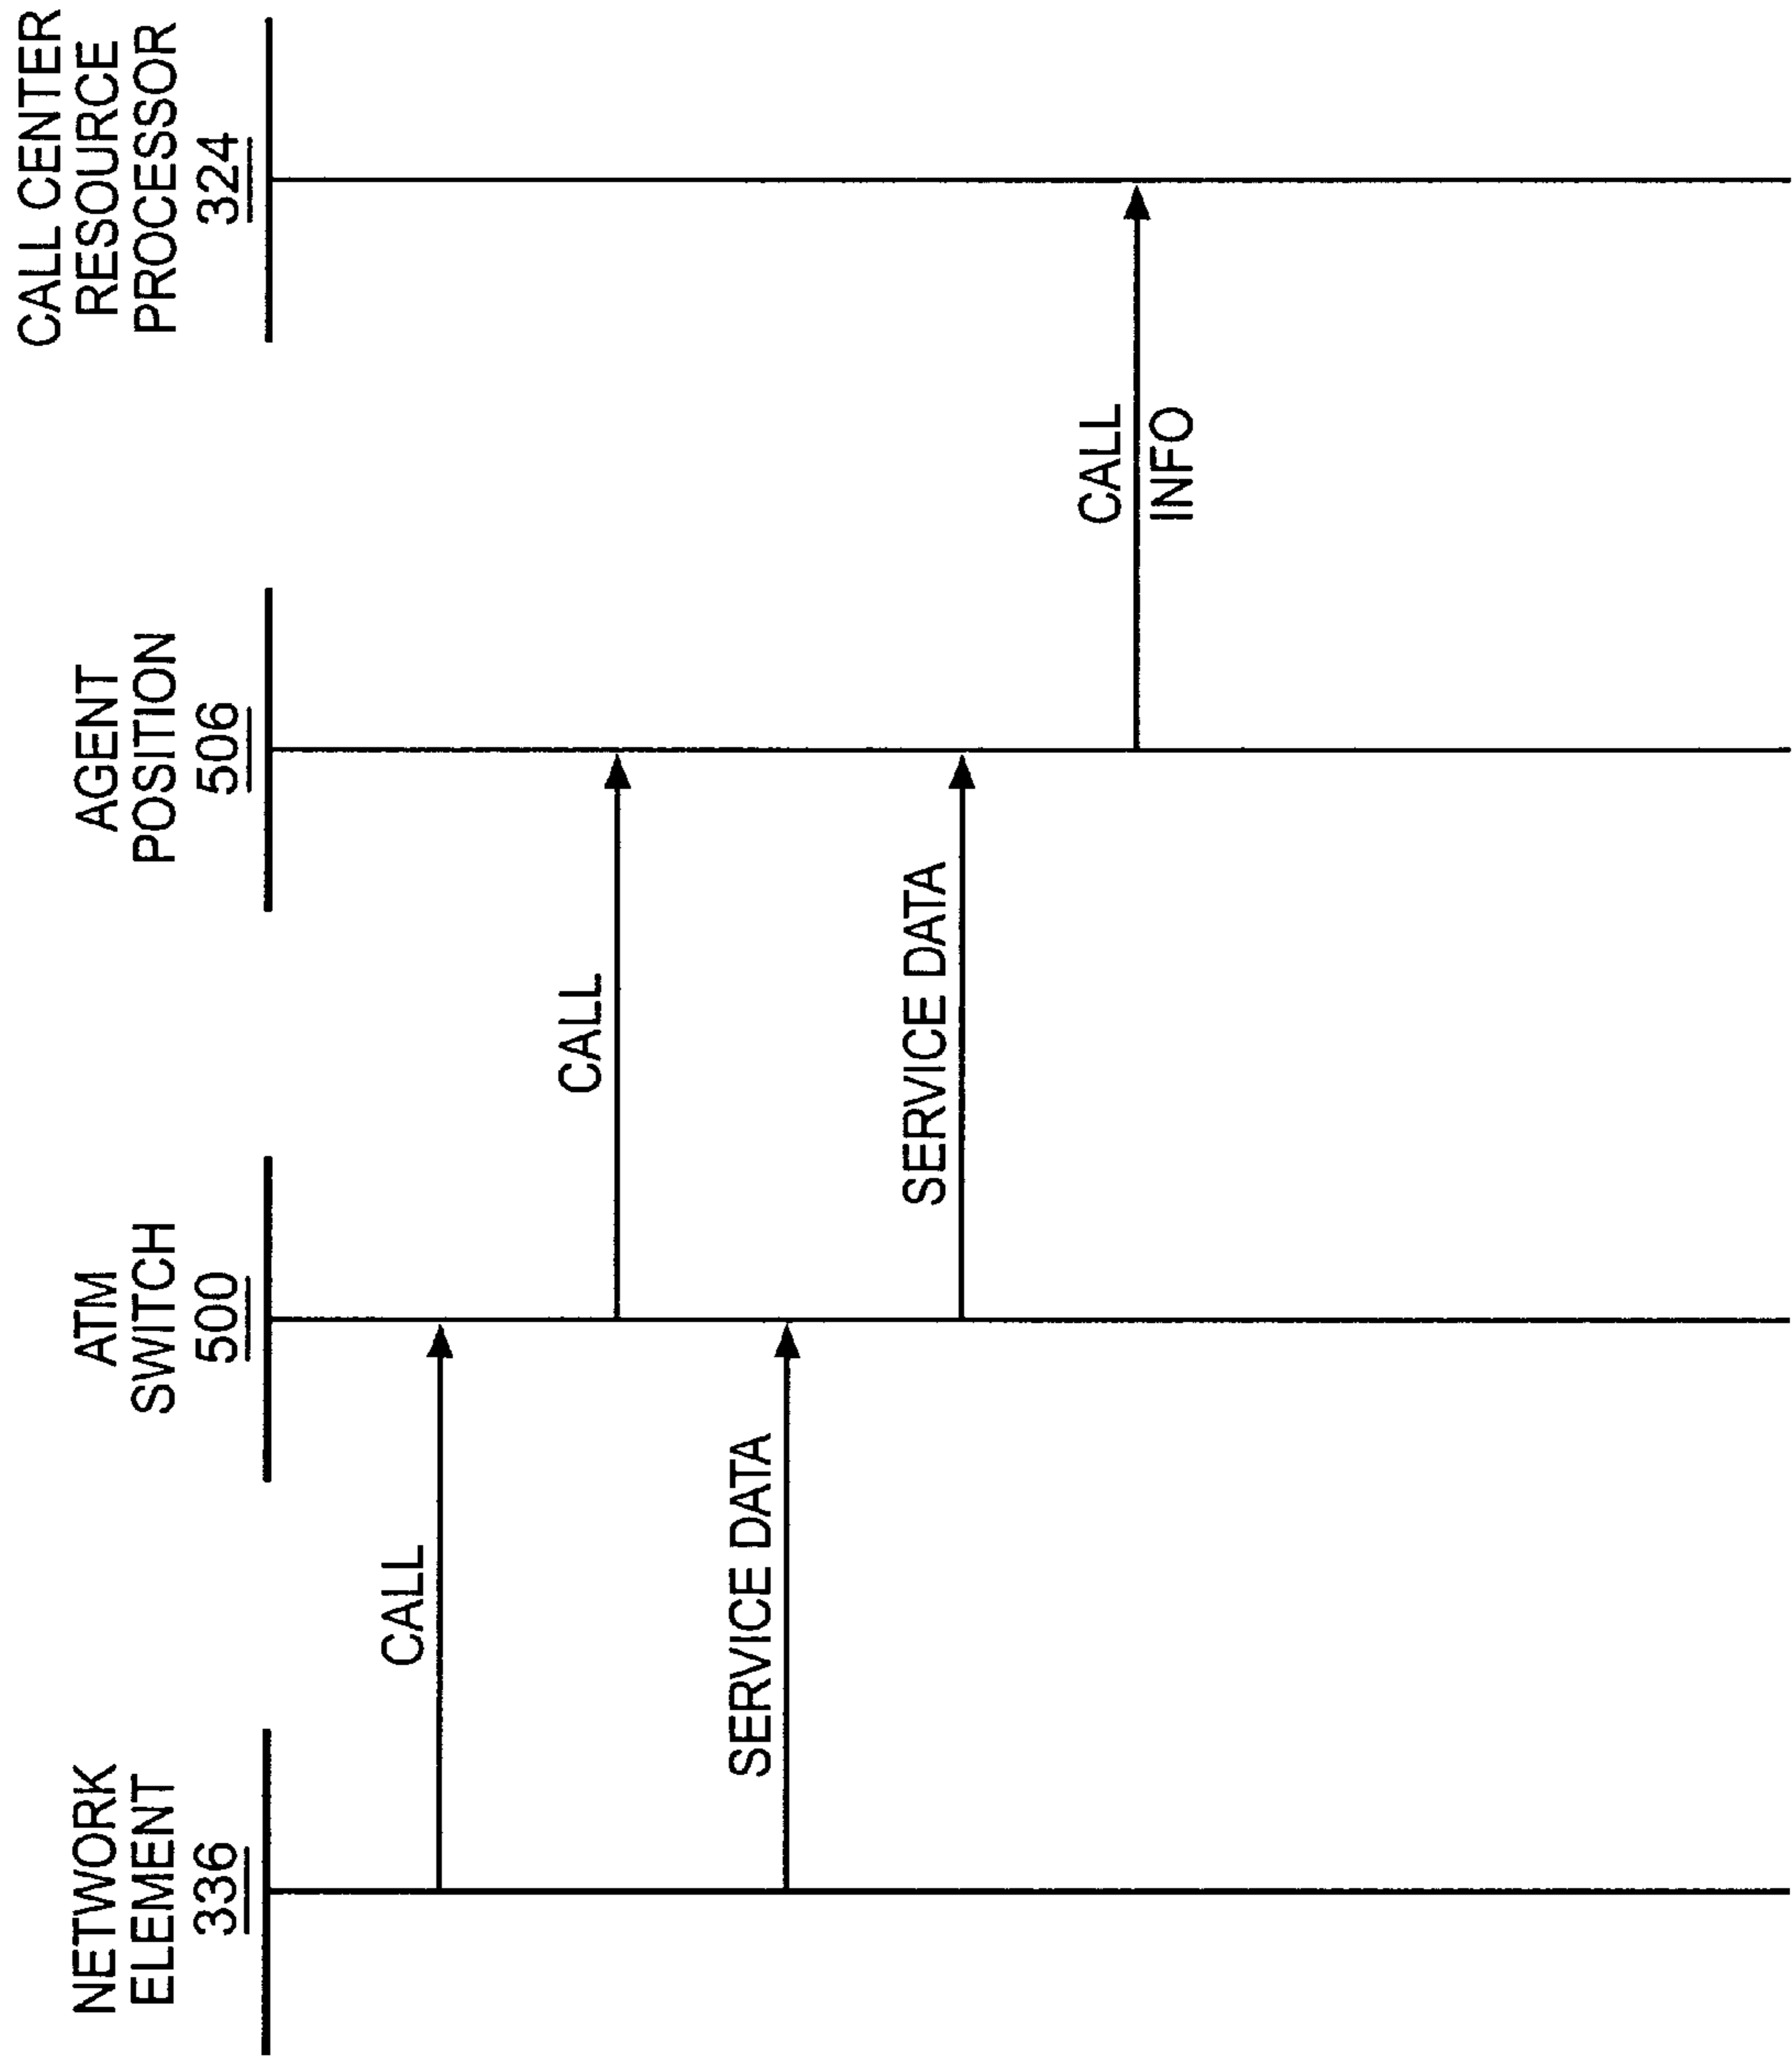 NETWORK
ELEMENT
336
ATM
SWITCH
500
AGENT
POSITION
506
CALL CENTER
RESOURCE
PROCESSOR
324
CALL
CALL
SERVICE DATA
SERVICE DATA
CALL
INFO